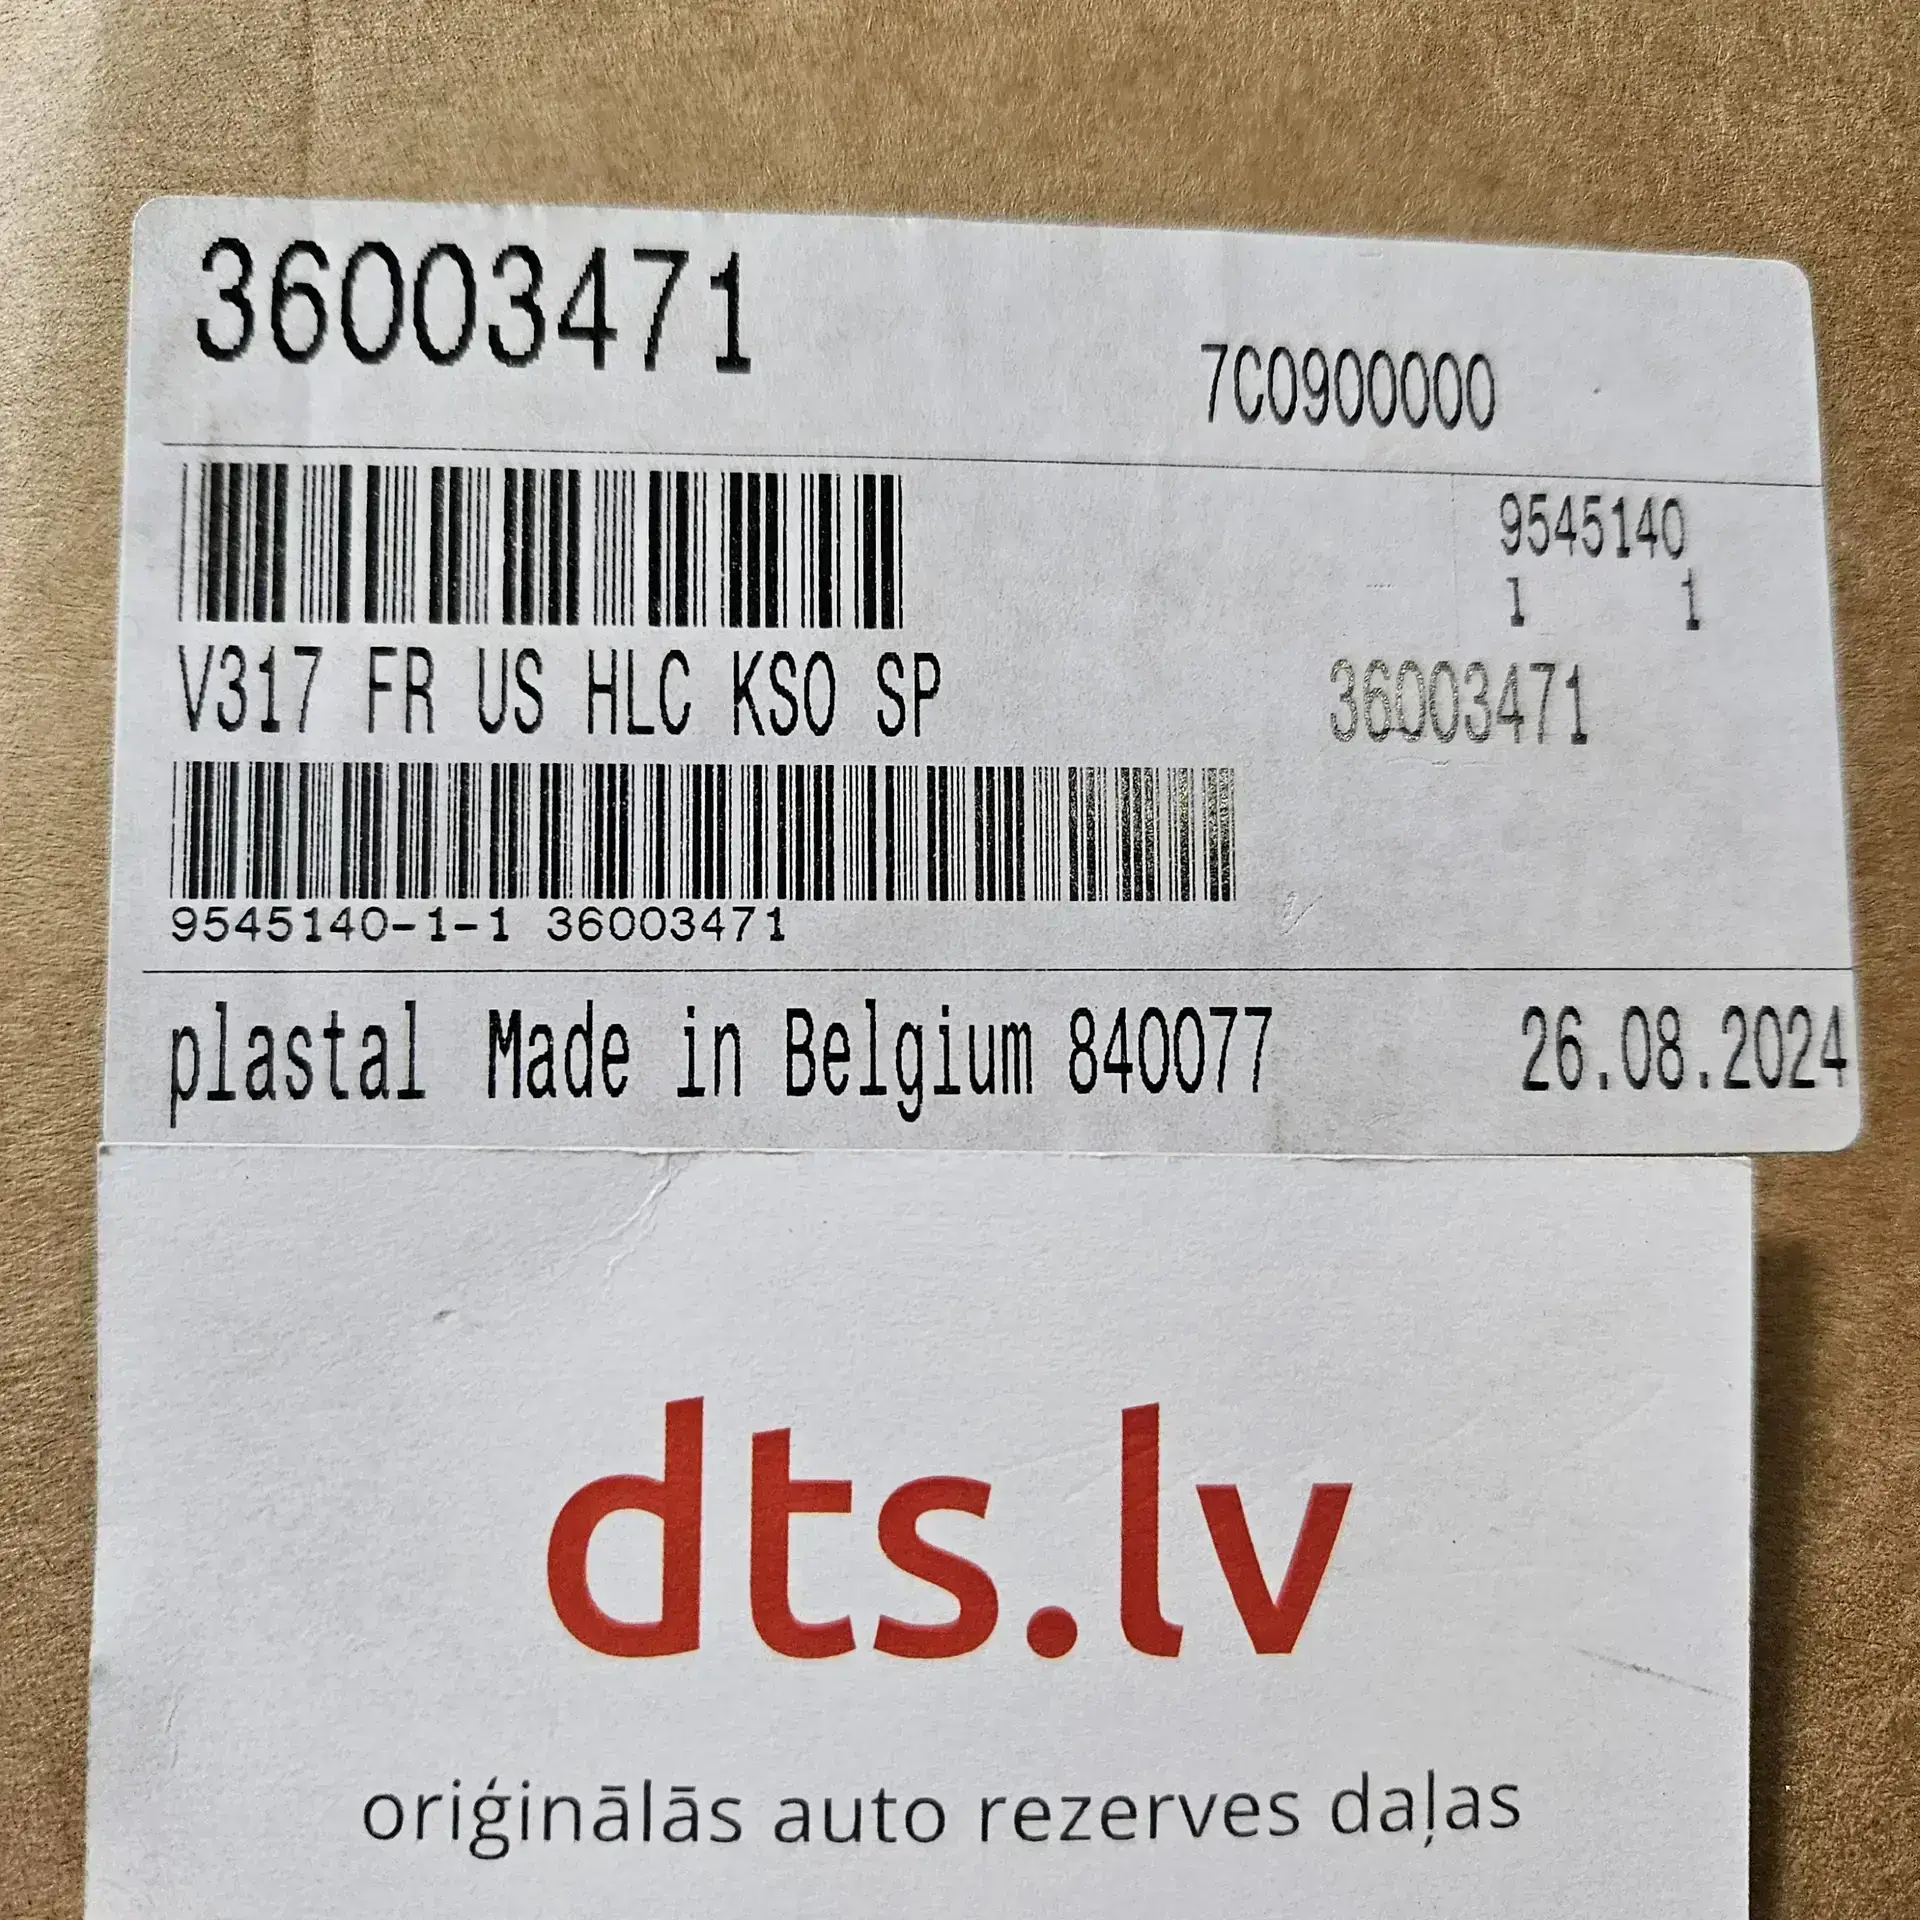 36003471
7C0900000
9545140
1 1
V317 FR US HLC KSO SP
36003471
9545140-1-1 36003471
plastal Made in Belgium 840077
26.08.2024
dts.lv
oriģinālās auto rezerves daļas